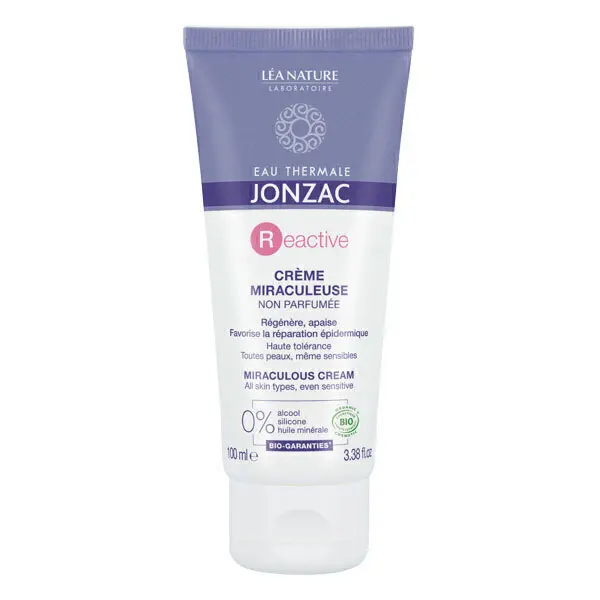 LÉA NATURE
LABORATOIRE
EAU THERMALE
JONZAC
Reactive
CRÈME
MIRACULEUSE
NON PARFUMÉE
Régénère, apaise
Favorise la réparation épidermique
Haute tolérance
Toutes peaux, même sensibles
MIRACULOUS CREAM
All skin types, even sensitive
0% alcool
silicone
huile minérale
BIO
BIO-GARANTIES*
100 ml e 3.38 fl.oz